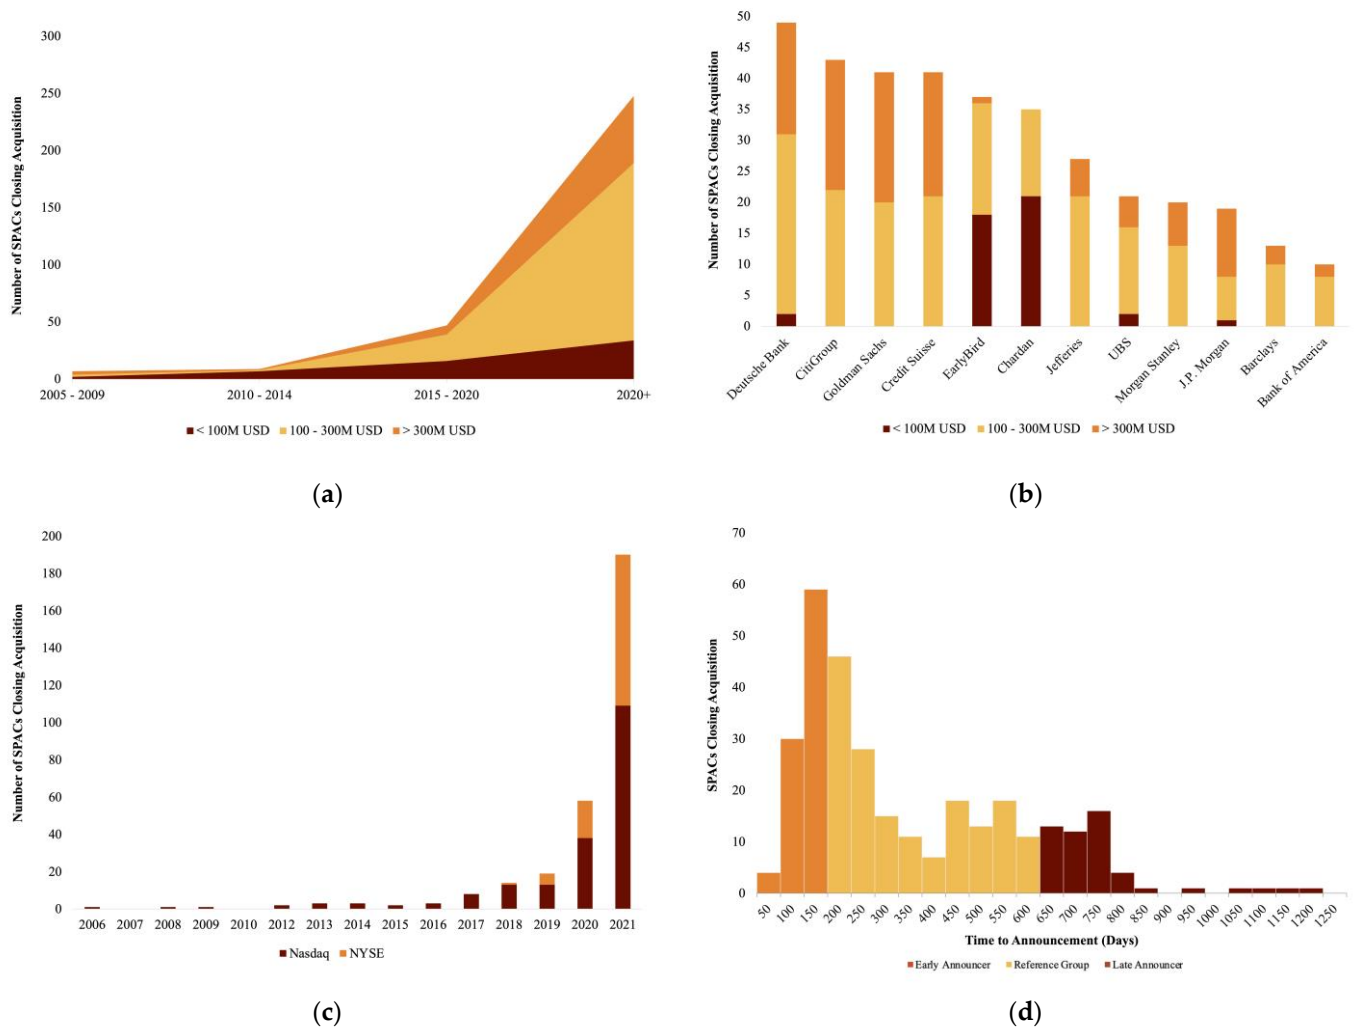 Number of SPACs Closing Acquisition
300
250
200
150
100
50
0
2005 - 2009 2010 - 2014 2015 - 2020 2020+
< 100M USD 100 - 300M USD > 300M USD
(a)
Number of SPACs Closing Acquisition
50
45
40
35
30
25
20
15
10
5
0
Deutsche Bank CitiGroup Goldman Sachs Credit Suisse EarlyBird Chardan Jefferies UBS Morgan Stanley J.P. Morgan Barclays Bank of America
< 100M USD 100 - 300M USD > 300M USD
(b)
Number of SPACs Closing Acquisition
200
180
160
140
120
100
80
60
40
20
0
2006 2007 2008 2009 2010 2012 2013 2014 2015 2016 2017 2018 2019 2020 2021
Nasdaq NYSE
(c)
SPACs Closing Acquisition
70
60
50
40
30
20
10
0
50 100 150 200 250 300 350 400 450 500 550 600 650 700 750 800 850 900 950 1000 1050 1100 1150 1200 1250
Time to Announcement (Days)
Early Announcer Reference Group Late Announcer
(d)